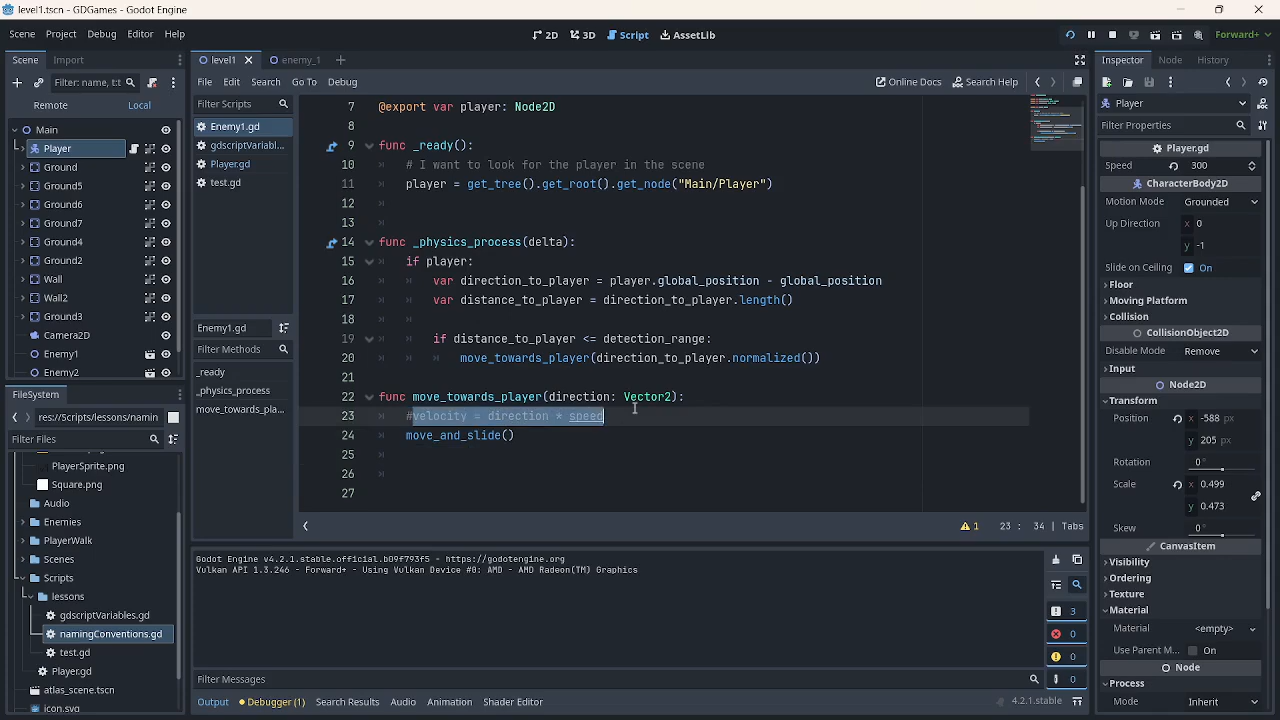 level1.tscn - GDGames - Godot Engine
Scene Project Debug Editor Help
2D 3D Script AssetLib
Forward+
Scene Import
Filter: name, t:t
Remote Local
Main
Player
Ground
Ground5
Ground6
Ground7
Ground4
Ground2
Wall
Wall2
Ground3
Camera2D
Enemy1
Enemy2
FileSystem
res://Scripts/lessons/namin
Filter Files
PlayerSprite.png
Square.png
Audio
Enemies
PlayerWalk
Scenes
Scripts
lessons
gdscriptVariables.gd
namingConventions.gd
test.gd
Player.gd
atlas_scene.tscn
icon.svg
level1 enemy_1
File Edit Search Go To Debug
Online Docs Search Help
Filter Scripts
Enemy1.gd
gdscriptVariabl...
Player.gd
test.gd
Enemy1.gd
Filter Methods
_ready
_physics_process
move_towards_pla...
7 @export var player: Node2D
8
9 func _ready():
10 # I want to look for the player in the scene
11 player = get_tree().get_root().get_node("Main/Player")
12
13
14 func _physics_process(delta):
15 if player:
16 var direction_to_player = player.global_position - global_position
17 var distance_to_player = direction_to_player.length()
18
19 if distance_to_player <= detection_range:
20 move_towards_player(direction_to_player.normalized())
21
22 func move_towards_player(direction: Vector2):
23 #velocity = direction * speed
24 move_and_slide()
25
26
27
1 23 : 34 | Tabs
Godot Engine v4.2.1.stable.official.b09f793f5 - https://godotengine.org
Vulkan API 1.3.246 - Forward+ - Using Vulkan Device #0: AMD - AMD Radeon(TM) Graphics
3
0
0
0
Filter Messages
Output Debugger (1) Search Results Audio Animation Shader Editor
4.2.1.stable
Inspector Node History
Player
Filter Properties
Player.gd
Speed 300
CharacterBody2D
Motion Mode Grounded
Up Direction x 0
y -1
Slide on Ceiling On
Floor
Moving Platform
Collision
CollisionObject2D
Disable Mode Remove
Input
Node2D
Transform
Position x -588 px
y 205 px
Rotation 0 °
Scale x 0.499
y 0.473
Skew 0 °
CanvasItem
Visibility
Ordering
Texture
Material
Material <empty>
Use Parent M... On
Node
Process
Mode Inherit